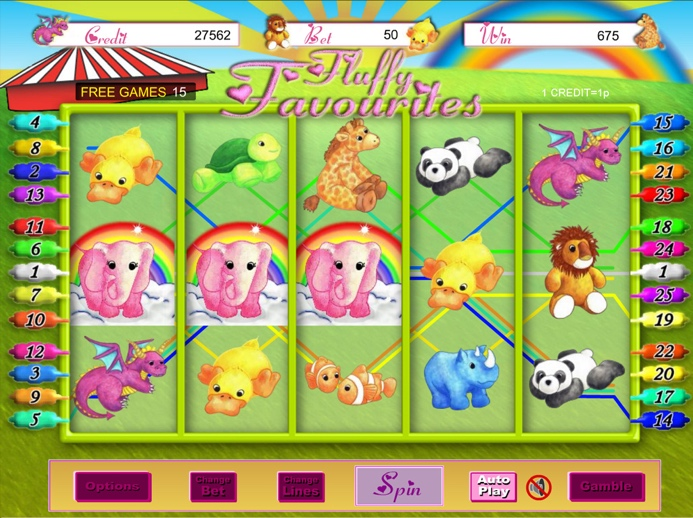 Credit 27562
Bet 50
Win 675
Fluffy
Favourites
FREE GAMES 15
1 CREDIT=1p
4 15
8 16
2 21
13 23
11 18
6 24
1 1
7 25
10 19
12 22
3 20
9 17
5 14
Options
Change
Bet
Change
Lines
Spin
Auto
Play
Gamble